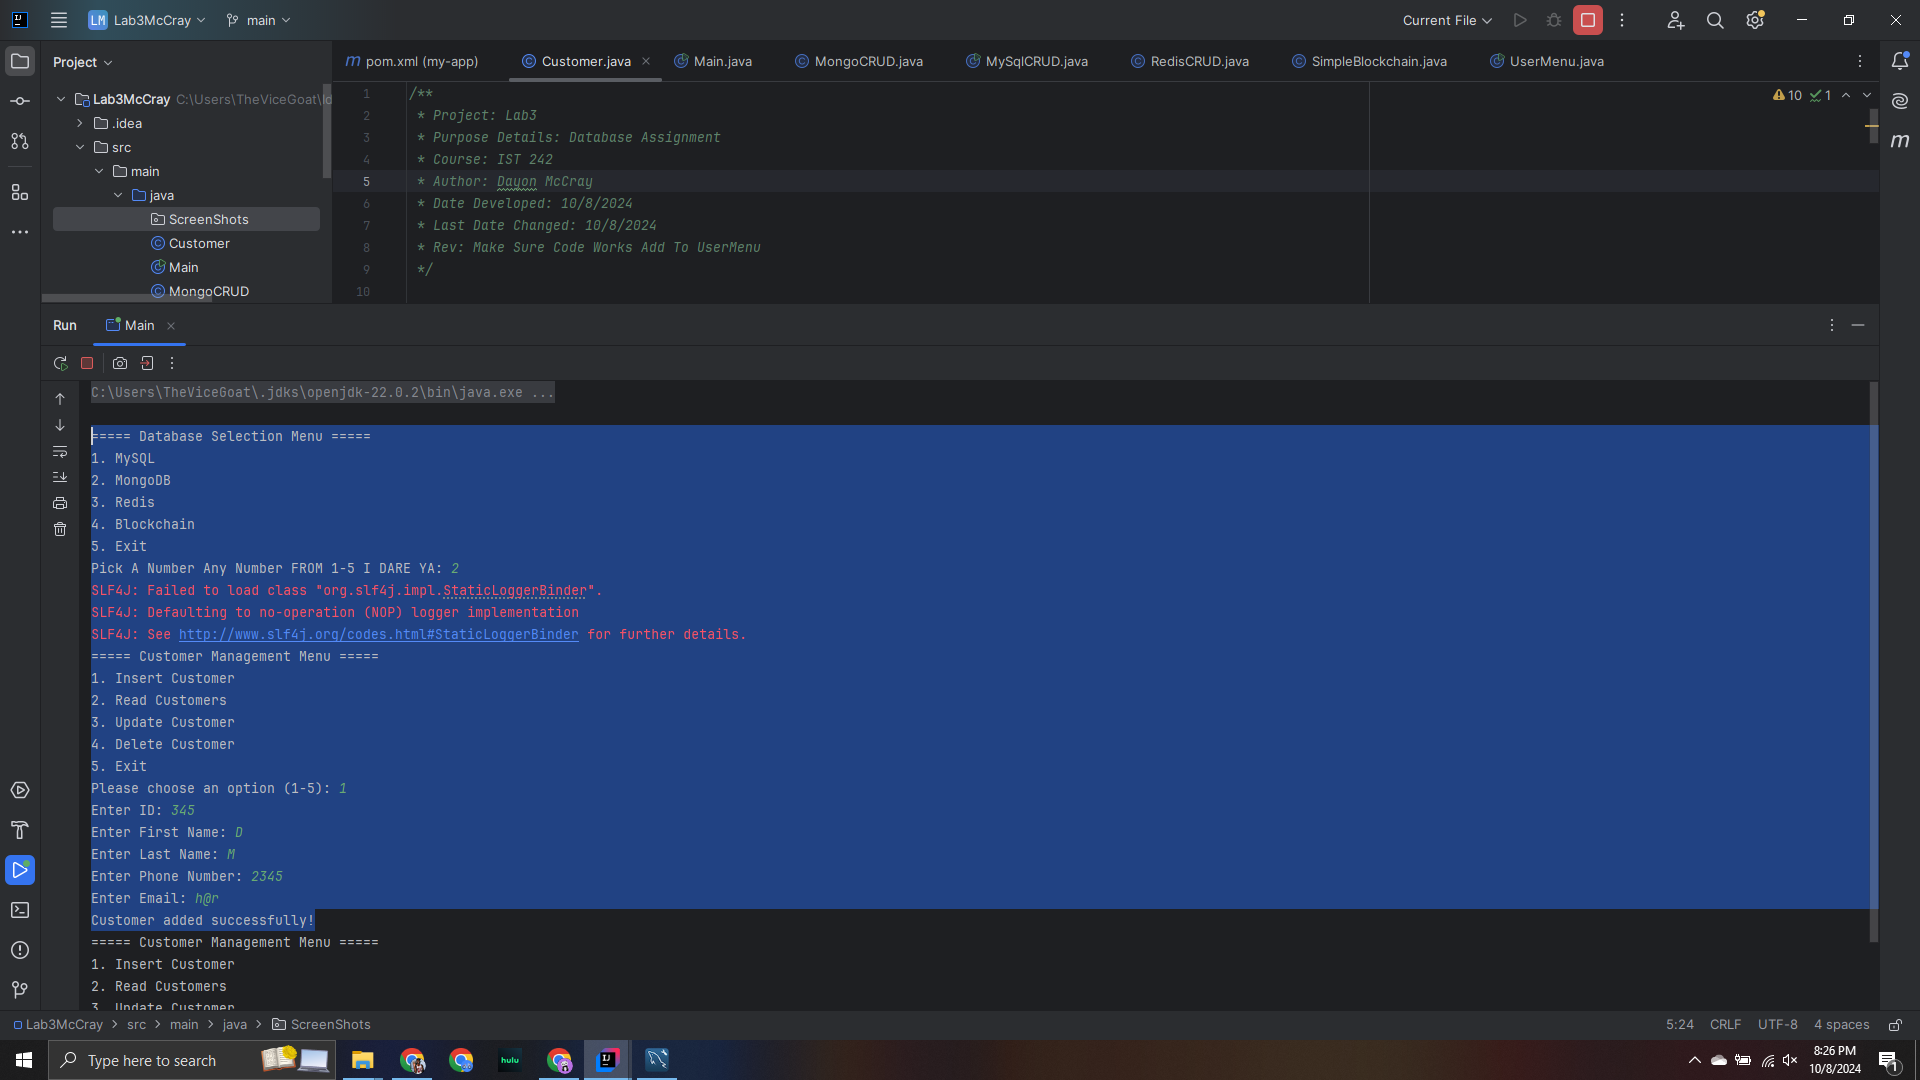 LM Lab3McCray main Current File
Project
pom.xml (my-app) Customer.java Main.java MongoCRUD.java MySqlCRUD.java RedisCRUD.java SimpleBlockchain.java UserMenu.java
Lab3McCray C:\Users\TheViceGoat\Id
.idea
src
main
java
ScreenShots
Customer
Main
MongoCRUD
10 1
1 /**
2 * Project: Lab3
3 * Purpose Details: Database Assignment
4 * Course: IST 242
5 * Author: Dayon McCray
6 * Date Developed: 10/8/2024
7 * Last Date Changed: 10/8/2024
8 * Rev: Make Sure Code Works Add To UserMenu
9 */
10
Run Main
C:\Users\TheViceGoat\.jdks\openjdk-22.0.2\bin\java.exe ...
===== Database Selection Menu =====
1. MySQL
2. MongoDB
3. Redis
4. Blockchain
5. Exit
Pick A Number Any Number FROM 1-5 I DARE YA: 2
SLF4J: Failed to load class "org.slf4j.impl.StaticLoggerBinder".
SLF4J: Defaulting to no-operation (NOP) logger implementation
SLF4J: See http://www.slf4j.org/codes.html#StaticLoggerBinder for further details.
===== Customer Management Menu =====
1. Insert Customer
2. Read Customers
3. Update Customer
4. Delete Customer
5. Exit
Please choose an option (1-5): 1
Enter ID: 345
Enter First Name: D
Enter Last Name: M
Enter Phone Number: 2345
Enter Email: h@r
Customer added successfully!
===== Customer Management Menu =====
1. Insert Customer
2. Read Customers
3. Update Customer
Lab3McCray > src > main > java > ScreenShots
5:24 CRLF UTF-8 4 spaces
Type here to search
hulu
8:26 PM
10/8/2024
1